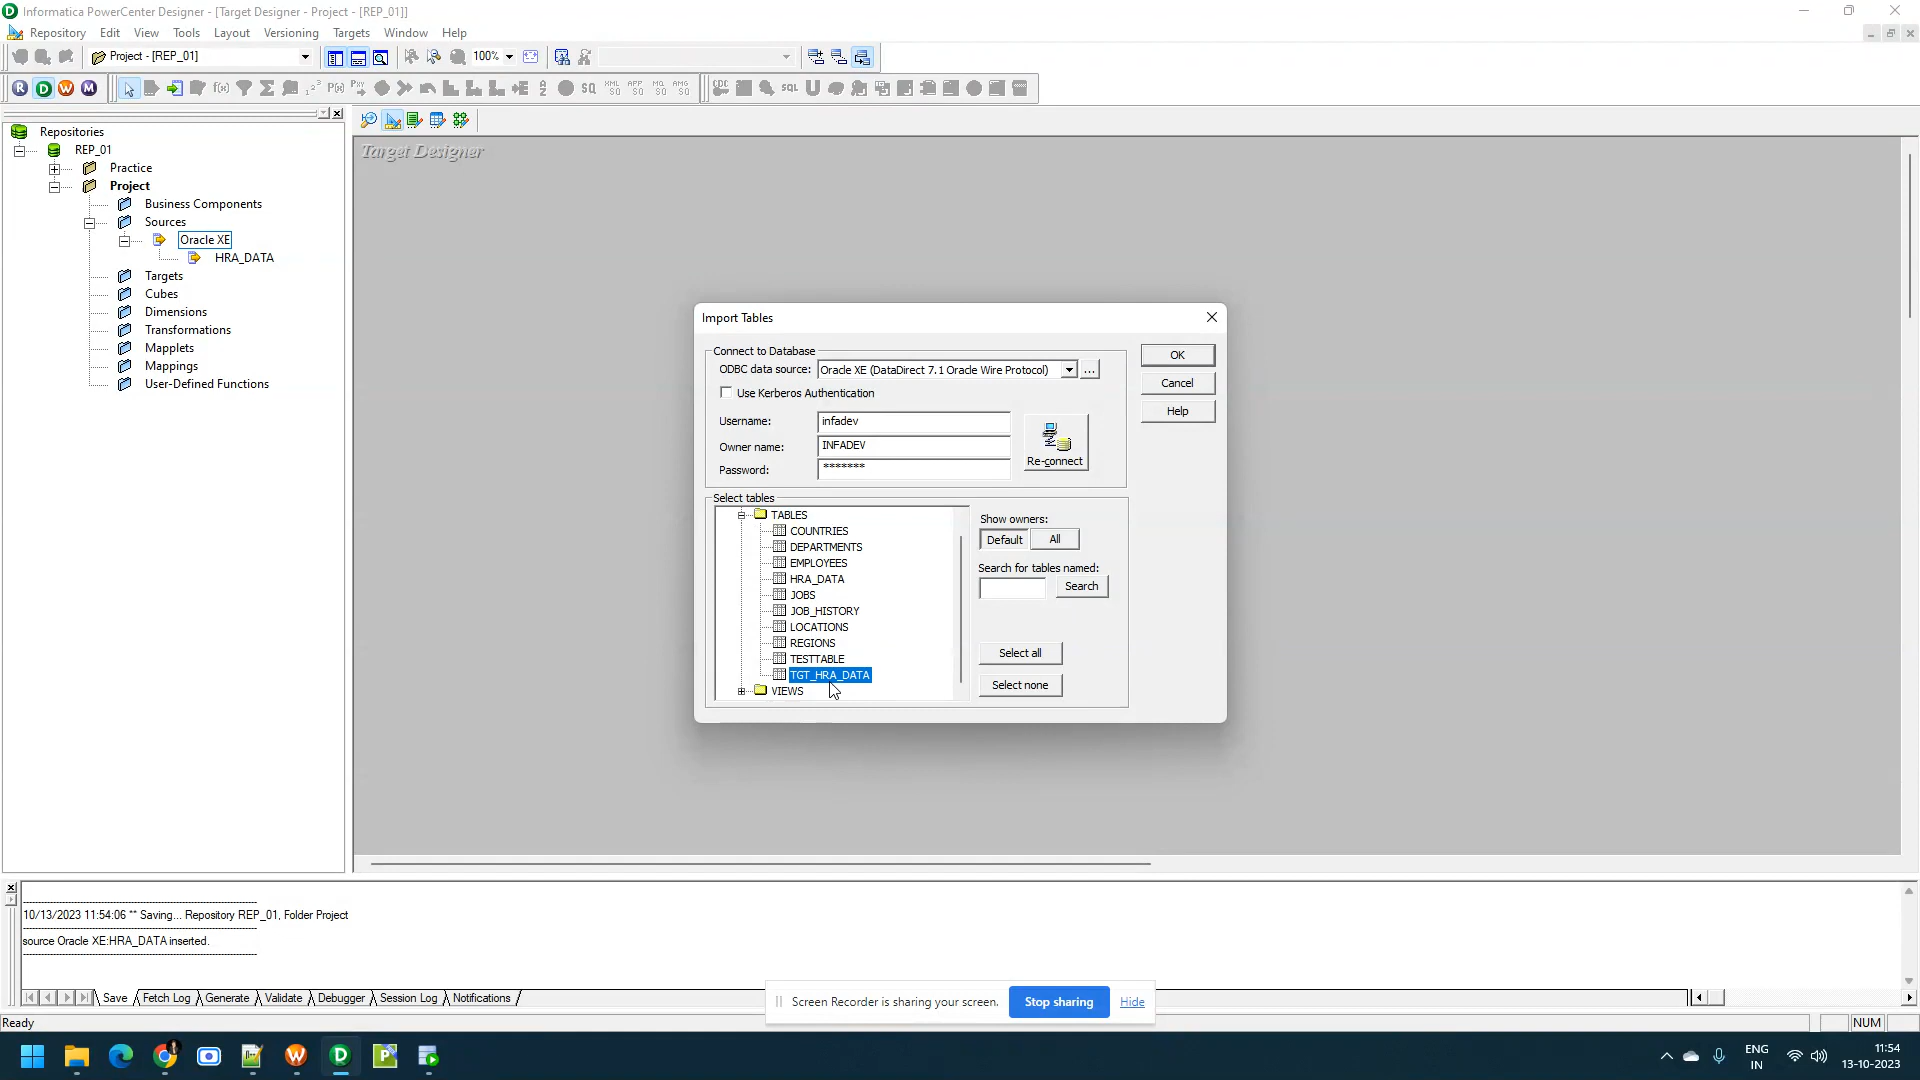 Informatica PowerCenter Designer - [Target Designer - Project - [REP_01]]
Repository Edit View Tools Layout Versioning Targets Window Help
Project - [REP_01]
100%
Repositories
REP_01
Practice
Project
Business Components
Sources
Oracle XE
HRA_DATA
Targets
Cubes
Dimensions
Transformations
Mapplets
Mappings
User-Defined Functions
Target Designer
Import Tables
Connect to Database
ODBC data source: Oracle XE (DataDirect 7.1 Oracle Wire Protocol) ...
Use Kerberos Authentication
Username: infadev
Owner name: INFADEV
Password: *******
Re-connect
OK
Cancel
Help
Select tables
TABLES
COUNTRIES
DEPARTMENTS
EMPLOYEES
HRA_DATA
JOBS
JOB_HISTORY
LOCATIONS
REGIONS
TESTTABLE
TGT_HRA_DATA
VIEWS
Show owners:
Default All
Search for tables named:
Search
Select all
Select none
10/13/2023 11:54:06 ** Saving... Repository REP_01, Folder Project
source Oracle XE:HRA_DATA inserted.
Save Fetch Log Generate Validate Debugger Session Log Notifications
Screen Recorder is sharing your screen. Stop sharing Hide
Ready
NUM
ENG
IN
11:54
13-10-2023